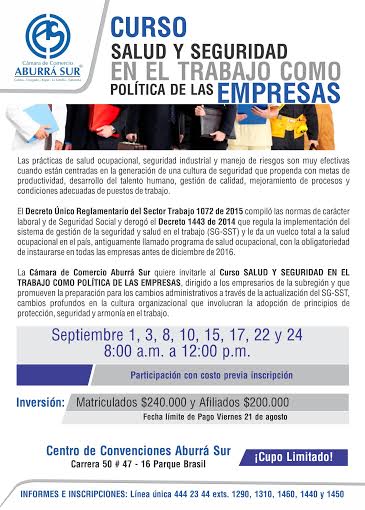 CURSO
SALUD Y SEGURIDAD
EN EL TRABAJO COMO
POLÍTICA DE LAS EMPRESAS
Cámara de Comercio
ABURRÁ SUR
Las prácticas de salud ocupacional, seguridad industrial y manejo de riesgos son muy efectivas
cuando están centradas en la generación de una cultura de seguridad que propenda con metas de
productividad, desarrollo del talento humano, gestión de calidad, mejoramiento de procesos y
condiciones adecuadas de puestos de trabajo.
El Decreto Único Reglamentario del Sector Trabajo 1072 de 2015 compiló las normas de carácter
laboral y de Seguridad Social y derogó el Decreto 1443 de 2014 que regula la implementación del
sistema de gestión de la seguridad y salud en el trabajo (SG-SST) y le da un vuelco total a la salud
ocupacional en el país, antiguamente llamado programa de salud ocupacional, con la obligatoriedad
de instaurarse en todas las empresas antes de diciembre de 2016.
La Cámara de Comercio Aburrá Sur quiere invitarle al Curso SALUD Y SEGURIDAD EN EL
TRABAJO COMO POLÍTICA DE LAS EMPRESAS, dirigido a los empresarios de la subregión y que
promueven la preparación para los cambios administrativos a través de la actualización del SG-SST,
cambios profundos en la cultura organizacional que involucran la adopción de principios de
protección, seguridad y armonía en el trabajo.
Septiembre 1, 3, 8, 10, 15, 17, 22 y 24
8:00 a.m. a 12:00 p.m.
Participación con costo previa inscripción
Inversión: Matriculados $240.000 y Afiliados $200.000
Fecha límite de Pago Viernes 21 de agosto
Centro de Convenciones Aburrá Sur
Carrera 50 # 47 - 16 Parque Brasil
¡Cupo Limitado!
INFORMES E INSCRIPCIONES: Línea única 444 23 44 exts. 1290, 1310, 1460, 1440 y 1450